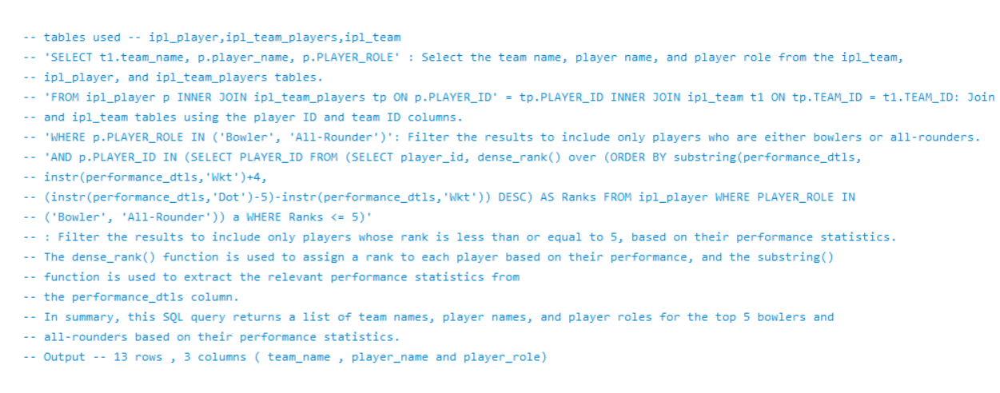 -- tables used -- ipl_player,ipl_team_players,ipl_team
-- 'SELECT t1.team_name, p.player_name, p.PLAYER_ROLE' : Select the team name, player name, and player role from the ipl_team,
-- ipl_player, and ipl_team_players tables.
-- 'FROM ipl_player p INNER JOIN ipl_team_players tp ON p.PLAYER_ID' = tp.PLAYER_ID INNER JOIN ipl_team t1 ON tp.TEAM_ID = t1.TEAM_ID: Join
-- and ipl_team tables using the player ID and team ID columns.
-- 'WHERE p.PLAYER_ROLE IN ('Bowler', 'All-Rounder')': Filter the results to include only players who are either bowlers or all-rounders.
-- 'AND p.PLAYER_ID IN (SELECT PLAYER_ID FROM (SELECT player_id, dense_rank() over (ORDER BY substring(performance_dtls,
-- instr(performance_dtls,'Wkt')+4,
-- (instr(performance_dtls,'Dot')-5)-instr(performance_dtls,'Wkt')) DESC) AS Ranks FROM ipl_player WHERE PLAYER_ROLE IN
-- ('Bowler', 'All-Rounder')) a WHERE Ranks <= 5)'
-- : Filter the results to include only players whose rank is less than or equal to 5, based on their performance statistics.
-- The dense_rank() function is used to assign a rank to each player based on their performance, and the substring()
-- function is used to extract the relevant performance statistics from
-- the performance_dtls column.
-- In summary, this SQL query returns a list of team names, player names, and player roles for the top 5 bowlers and
-- all-rounders based on their performance statistics.
-- Output -- 13 rows , 3 columns ( team_name , player_name and player_role)